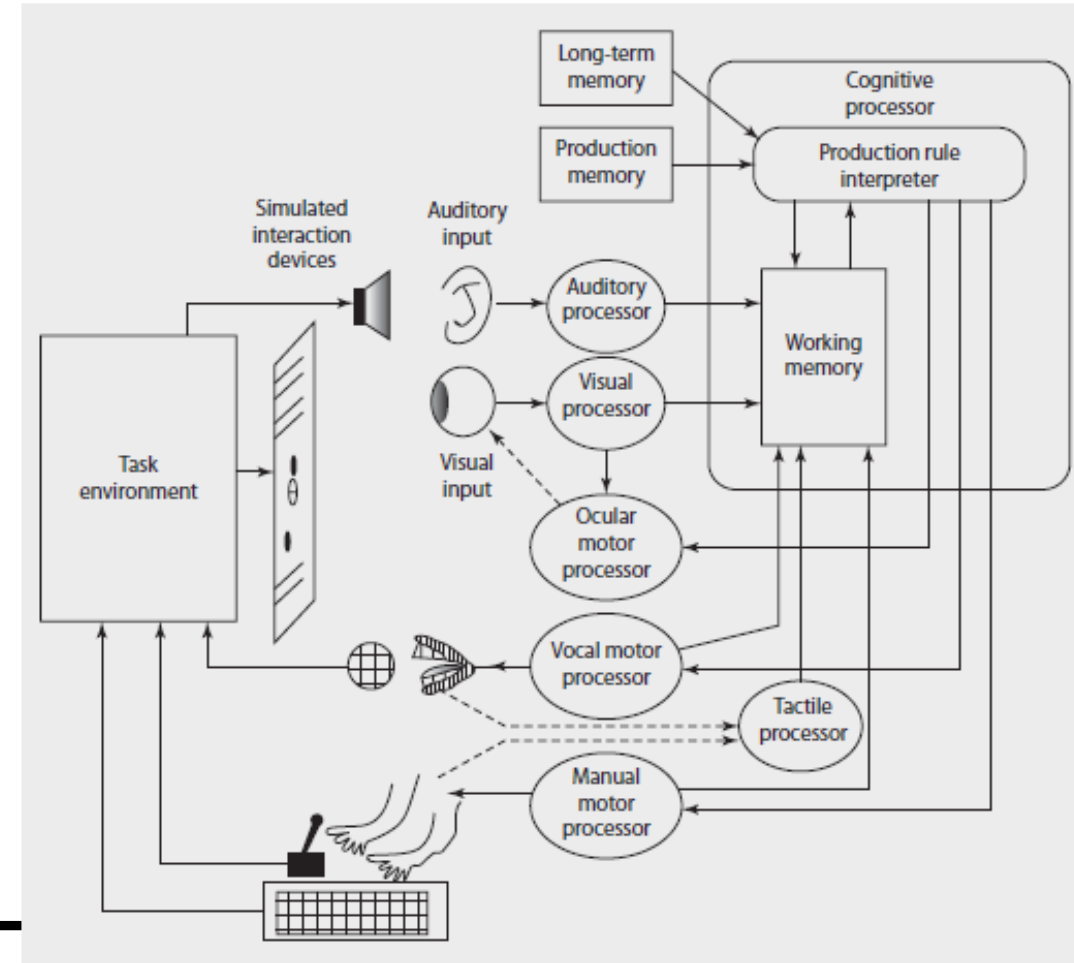 Long-term
memory
Cognitive
processor
Production
memory
Production rule
interpreter
Simulated
interaction
devices
Auditory
input
Auditory
processor
Working
memory
Visual
processor
Task
environment
Visual
input
Ocular
motor
processor
Vocal motor
processor
Tactile
processor
Manual
motor
processor